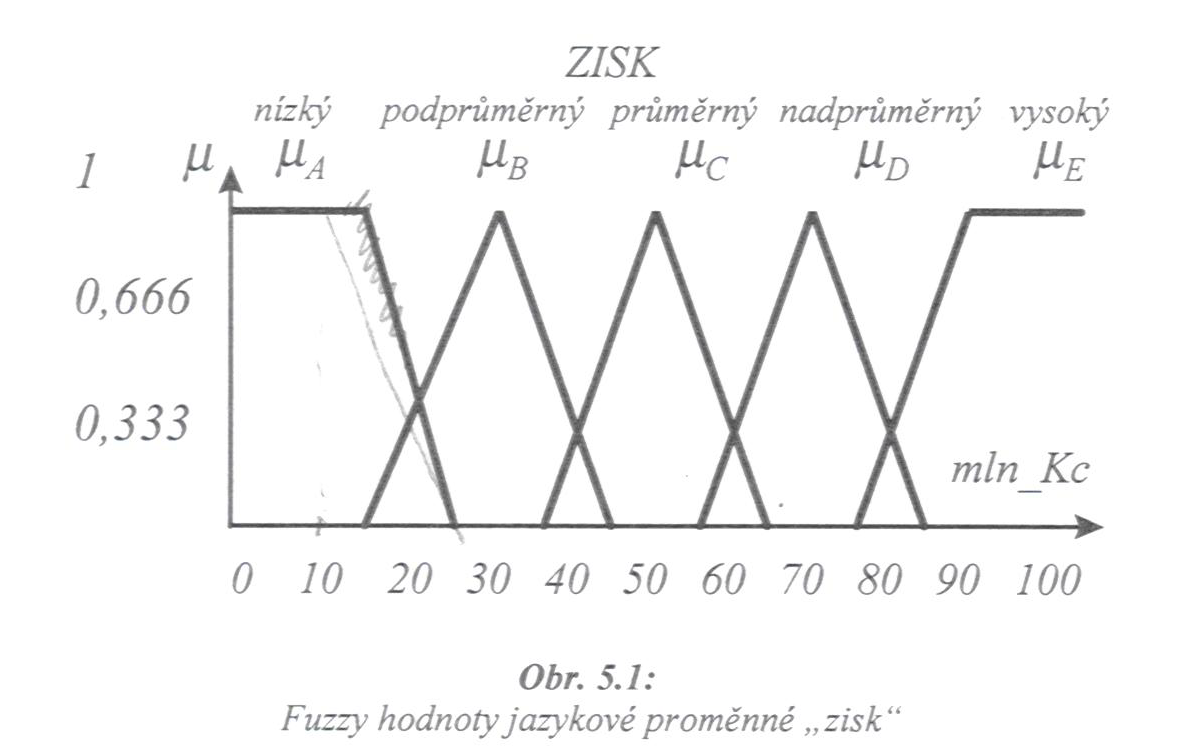 ZISK
nízký podprůměrný průměrný nadprůměrný vysoký
1 μ μA μB μC μD μE
0,666
0,333
mln_Kc
0 10 20 30 40 50 60 70 80 90 100
Obr. 5.1:
Fuzzy hodnoty jazykové proměnné „zisk“